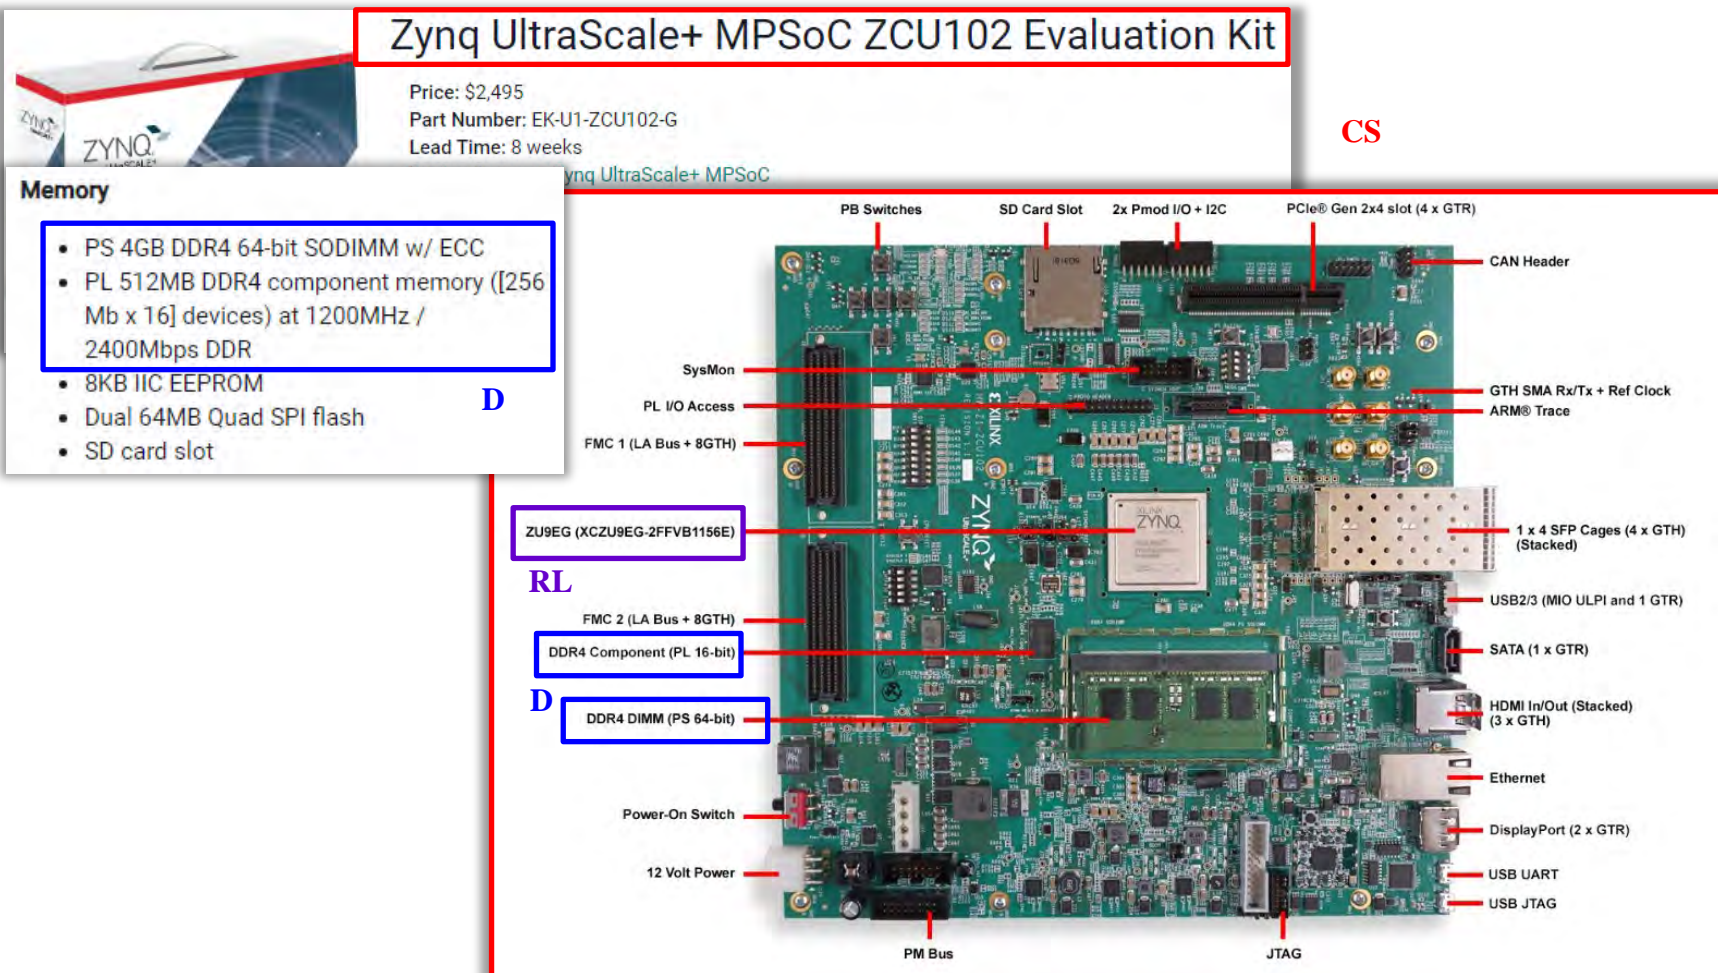 Zynq UltraScale+ MPSoC ZCU102 Evaluation Kit
Price: $2,495
Part Number: EK-U1-ZCU102-G
Lead Time: 8 weeks
ynq UltraScale+ MPSoC
CS
ZYNQ
ZYNQ
Memory
• PS 4GB DDR4 64-bit SODIMM w/ ECC
• PL 512MB DDR4 component memory ([256
Mb x 16] devices) at 1200MHz /
2400Mbps DDR
• 8KB IIC EEPROM
• Dual 64MB Quad SPI flash
• SD card slot
D
PB Switches
SD Card Slot
2x Pmod I/O + I2C
PCIe® Gen 2x4 slot (4 x GTR)
CAN Header
SysMon
PL I/O Access
FMC 1 (LA Bus + 8GTH)
GTH SMA Rx/Tx + Ref Clock
ARM® Trace
XILINX
ZYNQ
XILINX
ZYNQ
ZU9EG (XCZU9EG-2FFVB1156E)
RL
1 x 4 SFP Cages (4 x GTH)
(Stacked)
FMC 2 (LA Bus + 8GTH)
USB2/3 (MIO ULPI and 1 GTR)
DDR4 Component (PL 16-bit)
SATA (1 x GTR)
D
DDR4 DIMM (PS 64-bit)
HDMI In/Out (Stacked)
(3 x GTH)
Ethernet
Power-On Switch
DisplayPort (2 x GTR)
12 Volt Power
USB UART
USB JTAG
PM Bus
JTAG